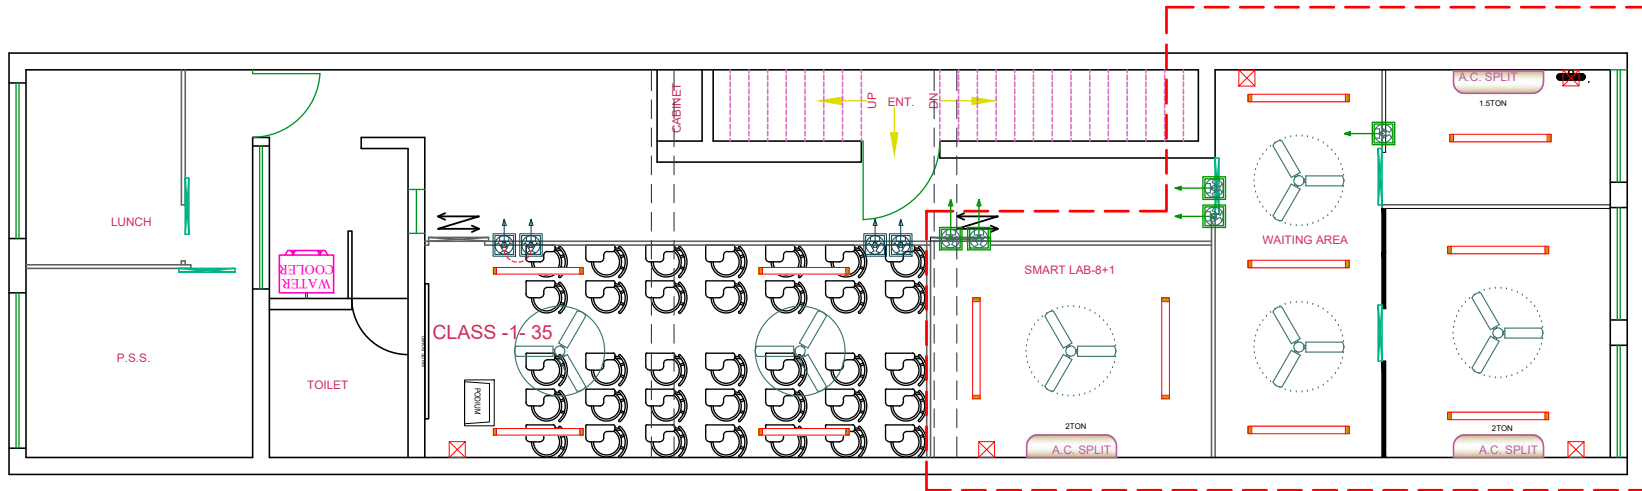 A.C. SPLIT
1.5TON
CABINET
UP
ENT.
DN
LUNCH
WAITING AREA
WATER
COOLER
SMART LAB-8+1
CLASS -1- 35
P.S.S.
TOILET
PODIUM
2TON
A.C. SPLIT
2TON
A.C. SPLIT